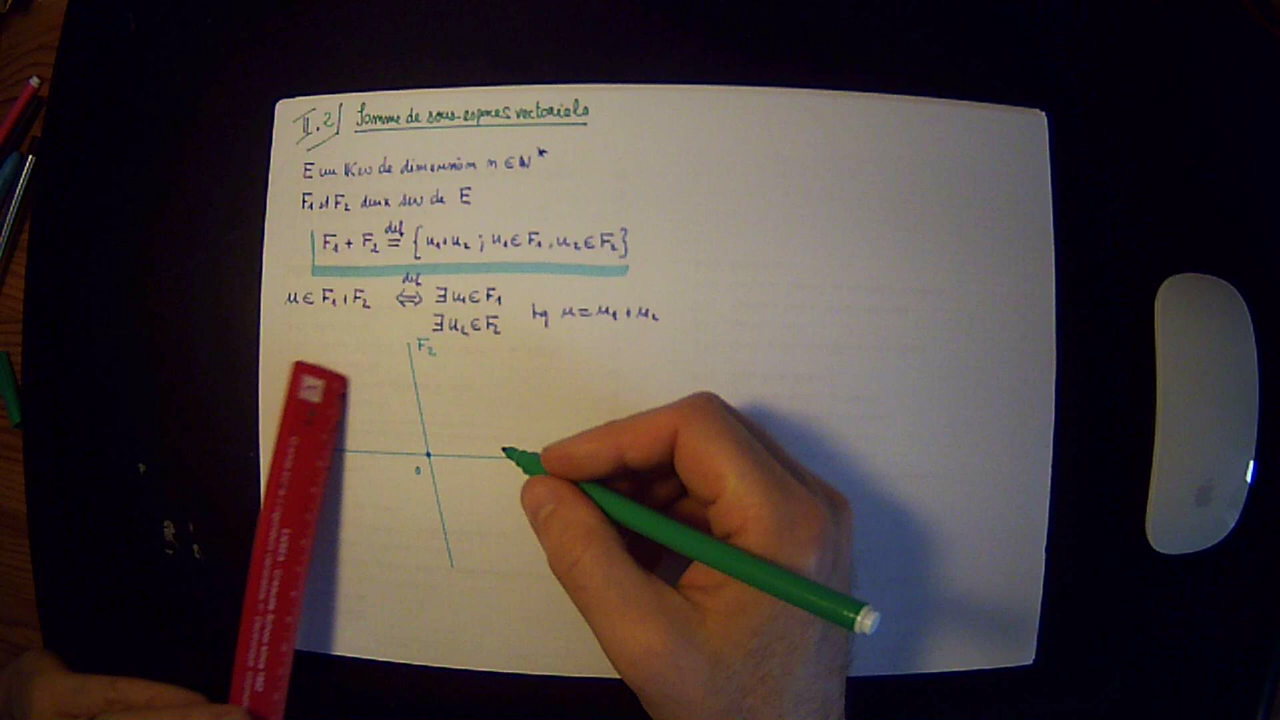 II.2/ Somme de sous-espaces vectoriels
E un Kev de dimension n ∈ N*
F1 et F2 deux sev de E
F1 + F2 =def {u1+u2 ; u1 ∈ F1, u2 ∈ F2}
u ∈ F1+F2 ⇔def ∃ u1 ∈ F1
∃ u2 ∈ F2 tq u = u1 + u2
F2
0